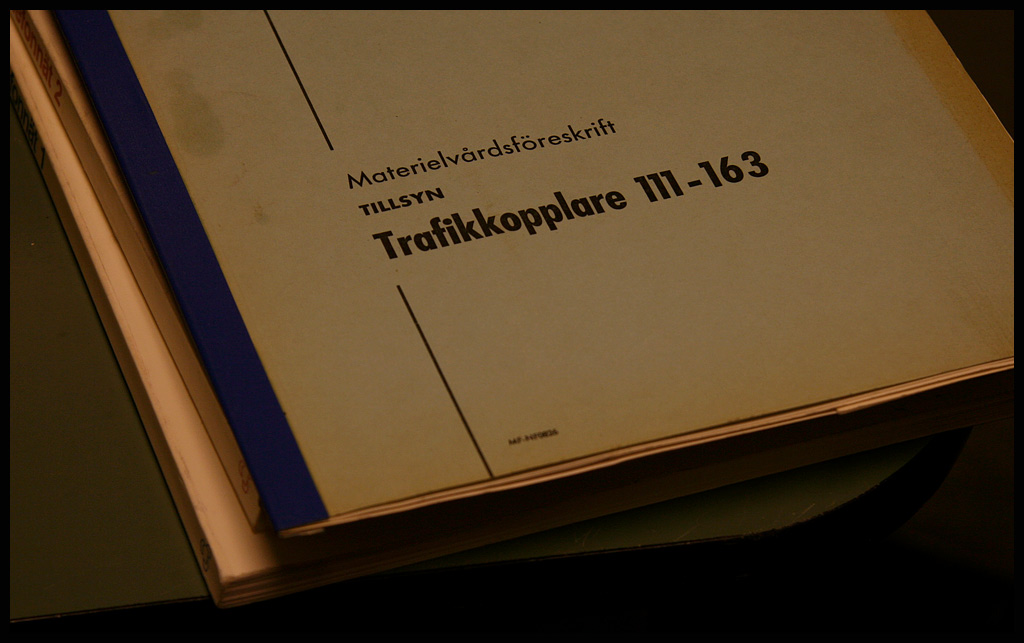 Materielvårdsföreskrift
TILLSYN
Trafikkopplare 111-163